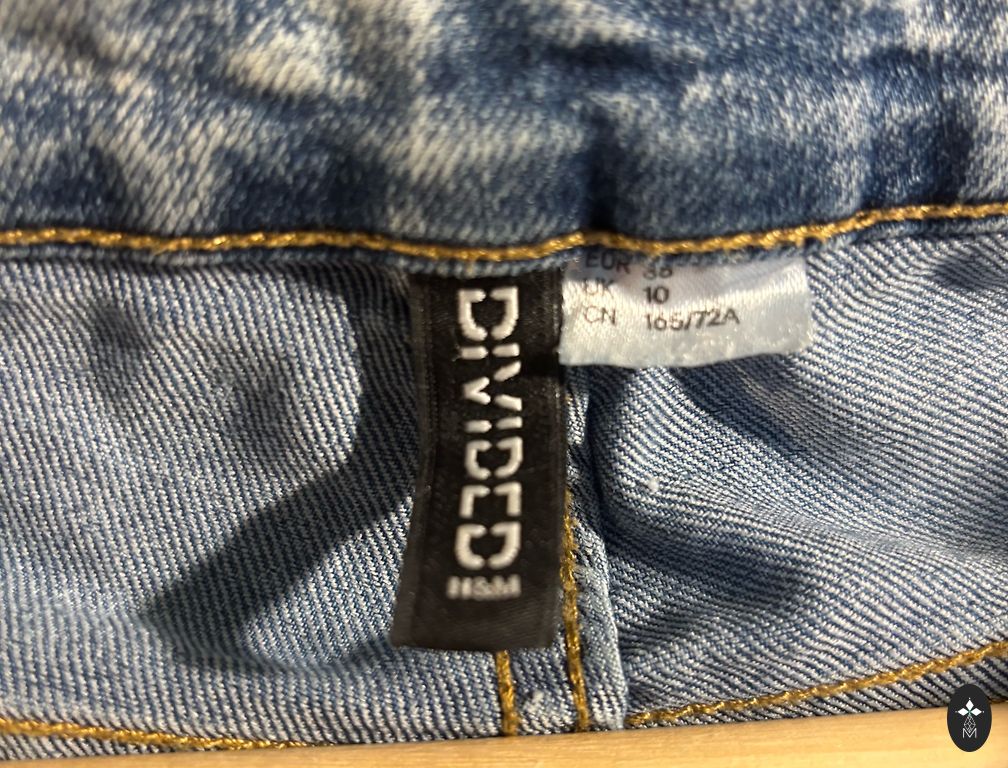 DIVIDED
H&M
EUR 38
UK 10
CN 165/72A
M